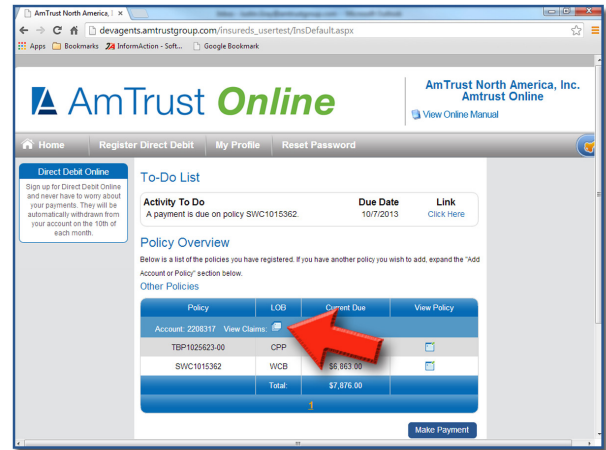 AmTrust North America, I
devagents.amtrustgroup.com/insureds_usertest/InsDefault.aspx
Apps Bookmarks InformAction - Soft... Google Bookmark
AmTrust Online
AmTrust North America, Inc.
Amtrust Online
View Online Manual
Home Register Direct Debit My Profile Reset Password
Direct Debit Online
Sign up for Direct Debit Online
and never have to worry about
your payments. They will be
automatically withdrawn from
your account on the 10th of
each month.
To-Do List
Activity To Do Due Date Link
A payment is due on policy SWC1015362. 10/7/2013 Click Here
Policy Overview
Below is a list of the policies you have registered. If you have another policy you wish to add, expand the "Add
Account or Policy" section below.
Other Policies
Policy LOB Current Due View Policy
Account: 2208317 View Claims:
TBP1025623-00 CPP
SWC1015362 WCB $6,863.00
Total: $7,876.00
1
Make Payment